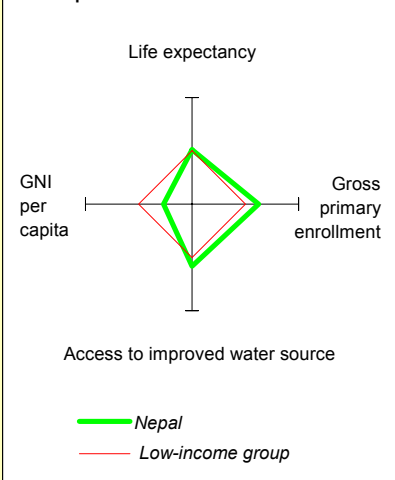 Life expectancy
GNI
per
capita
Gross
primary
enrollment
Access to improved water source
Nepal
Low-income group